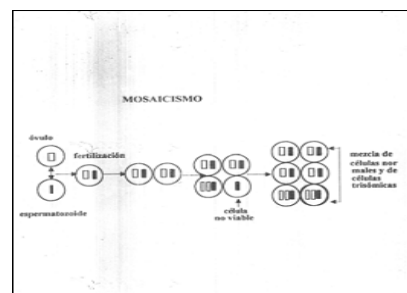 MOSAICISMO
óvulo
fertilización
espermatozoide
célula
no viable
mezcla de
células nor
males y de
células
trisómicas